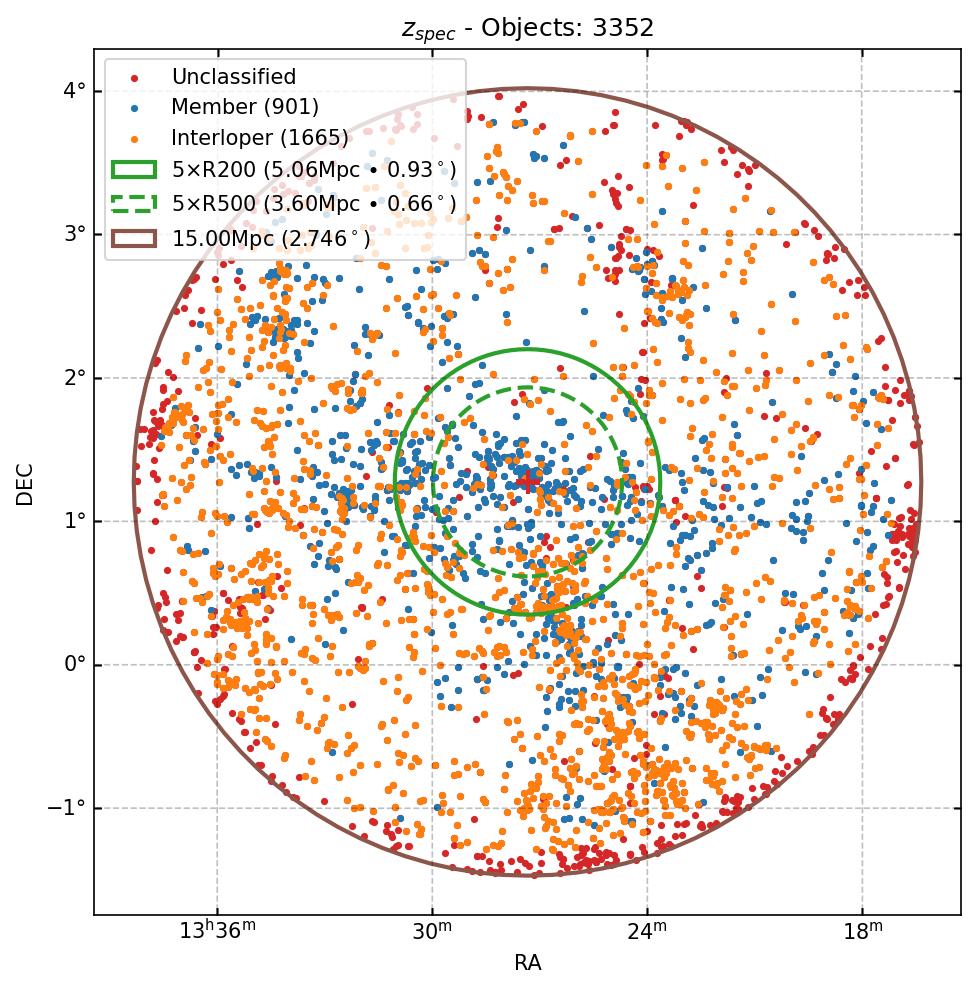 z_spec - Objects: 3352
Unclassified
Member (901)
Interloper (1665)
5×R200 (5.06Mpc • 0.93°)
5×R500 (3.60Mpc • 0.66°)
15.00Mpc (2.746°)
4°
3°
2°
1°
0°
−1°
DEC
13h36m 30m 24m 18m
RA